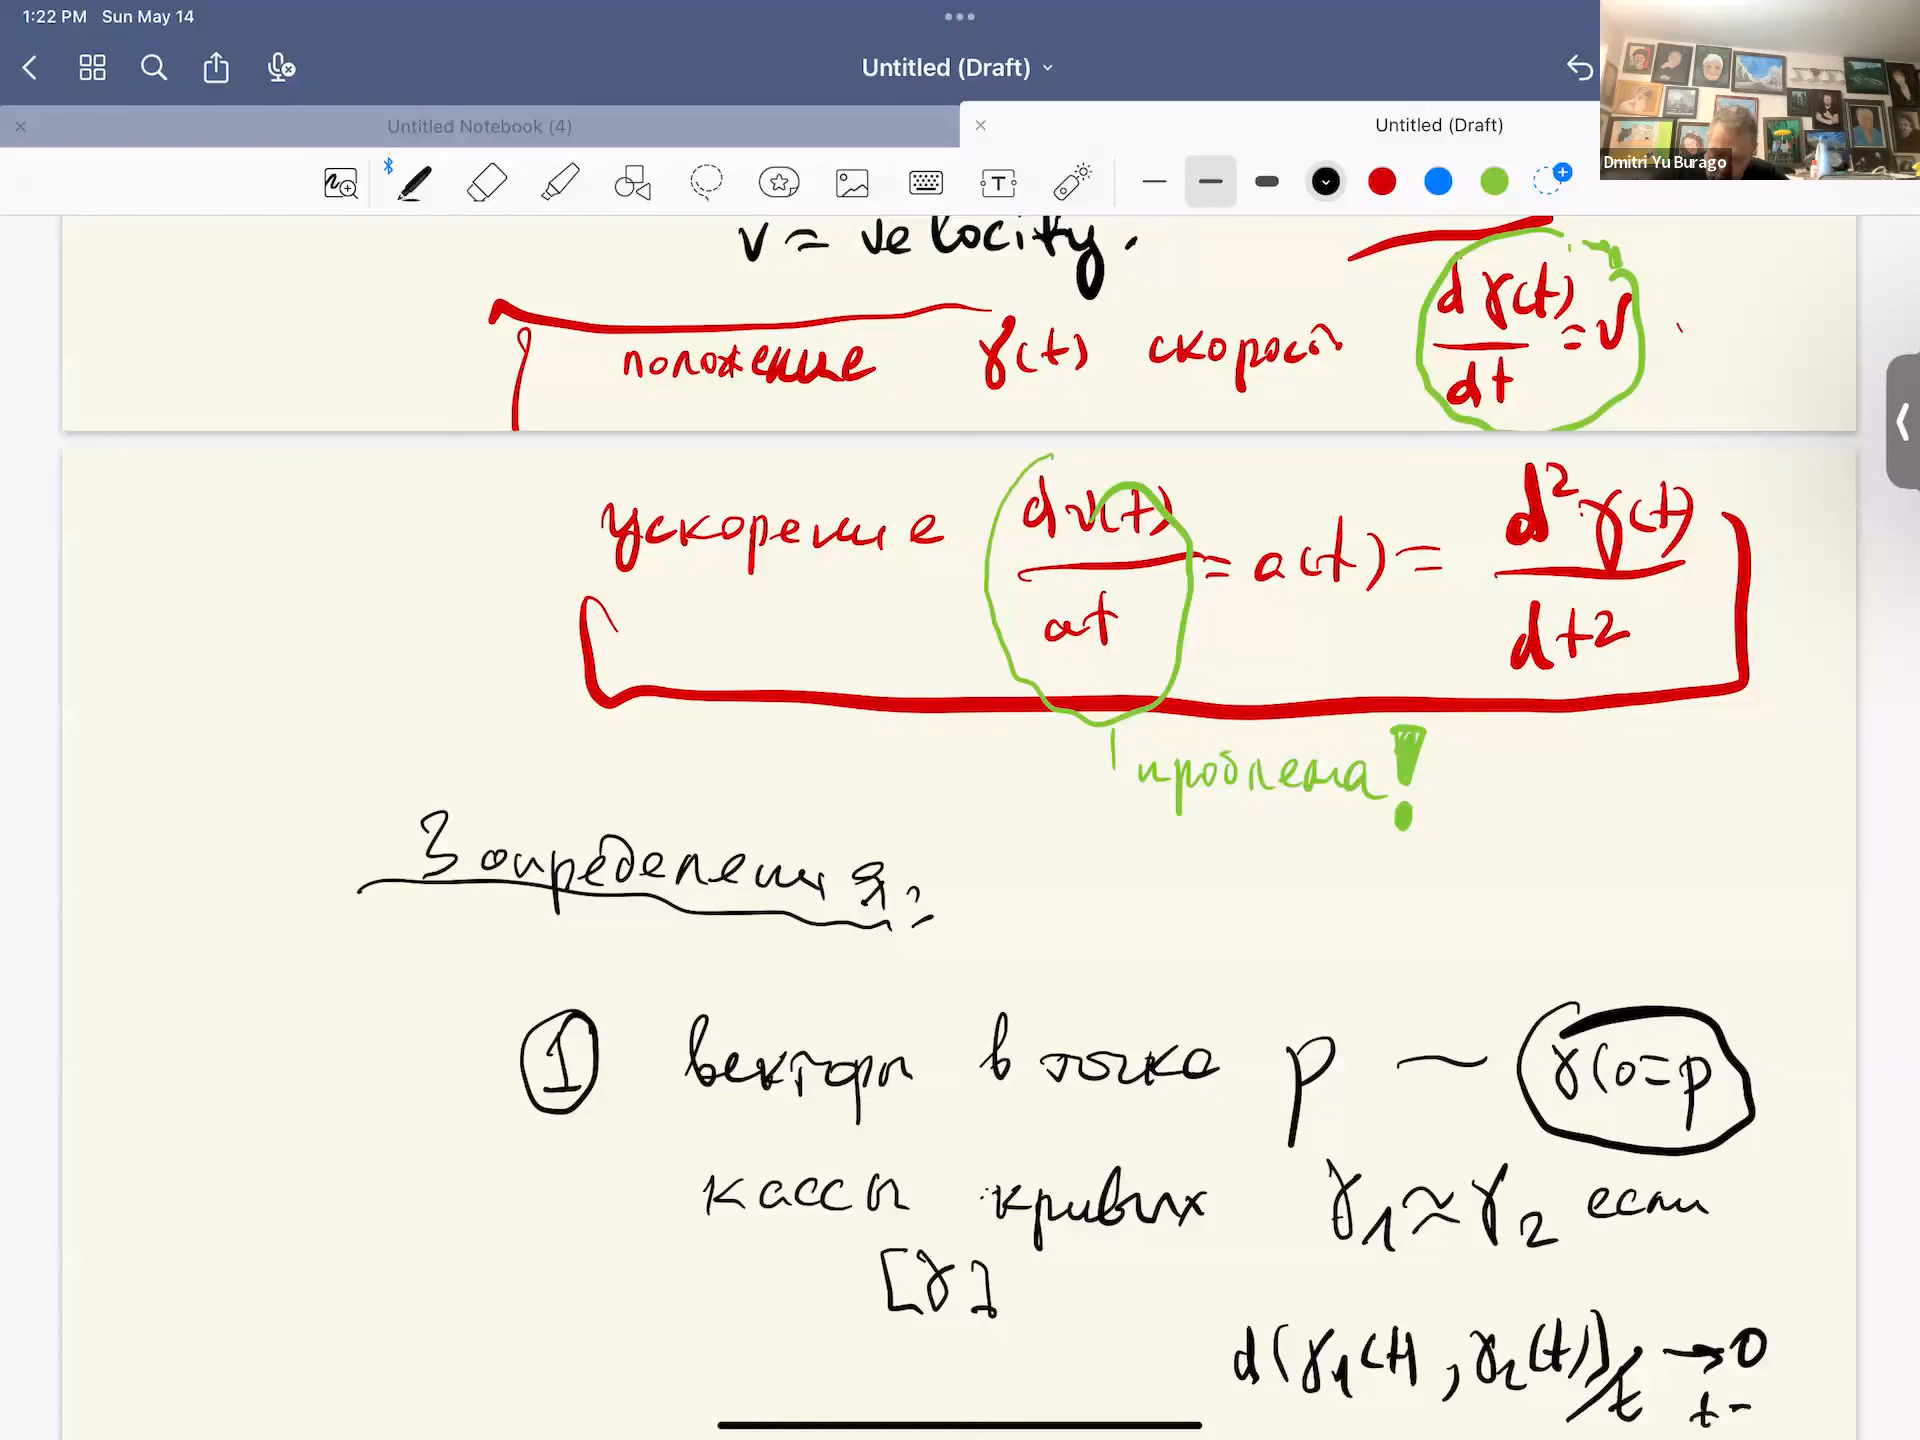 1:22 PM Sun May 14
Untitled (Draft)
Untitled Notebook (4)
Untitled (Draft)
Dmitri Yu Burago
v = velocity.
положение γ(t) скорость dγ(t)/dt = v
ускорение dv(t)/dt = a(t) = d²γ(t)/dt2
проблема!
3 определения:
① векторы в точке p ~ γ(0=p
кассы кривых γ1 ≈ γ2 если
[γ]
d(γ1(t), γ2(t))/t → 0
t -